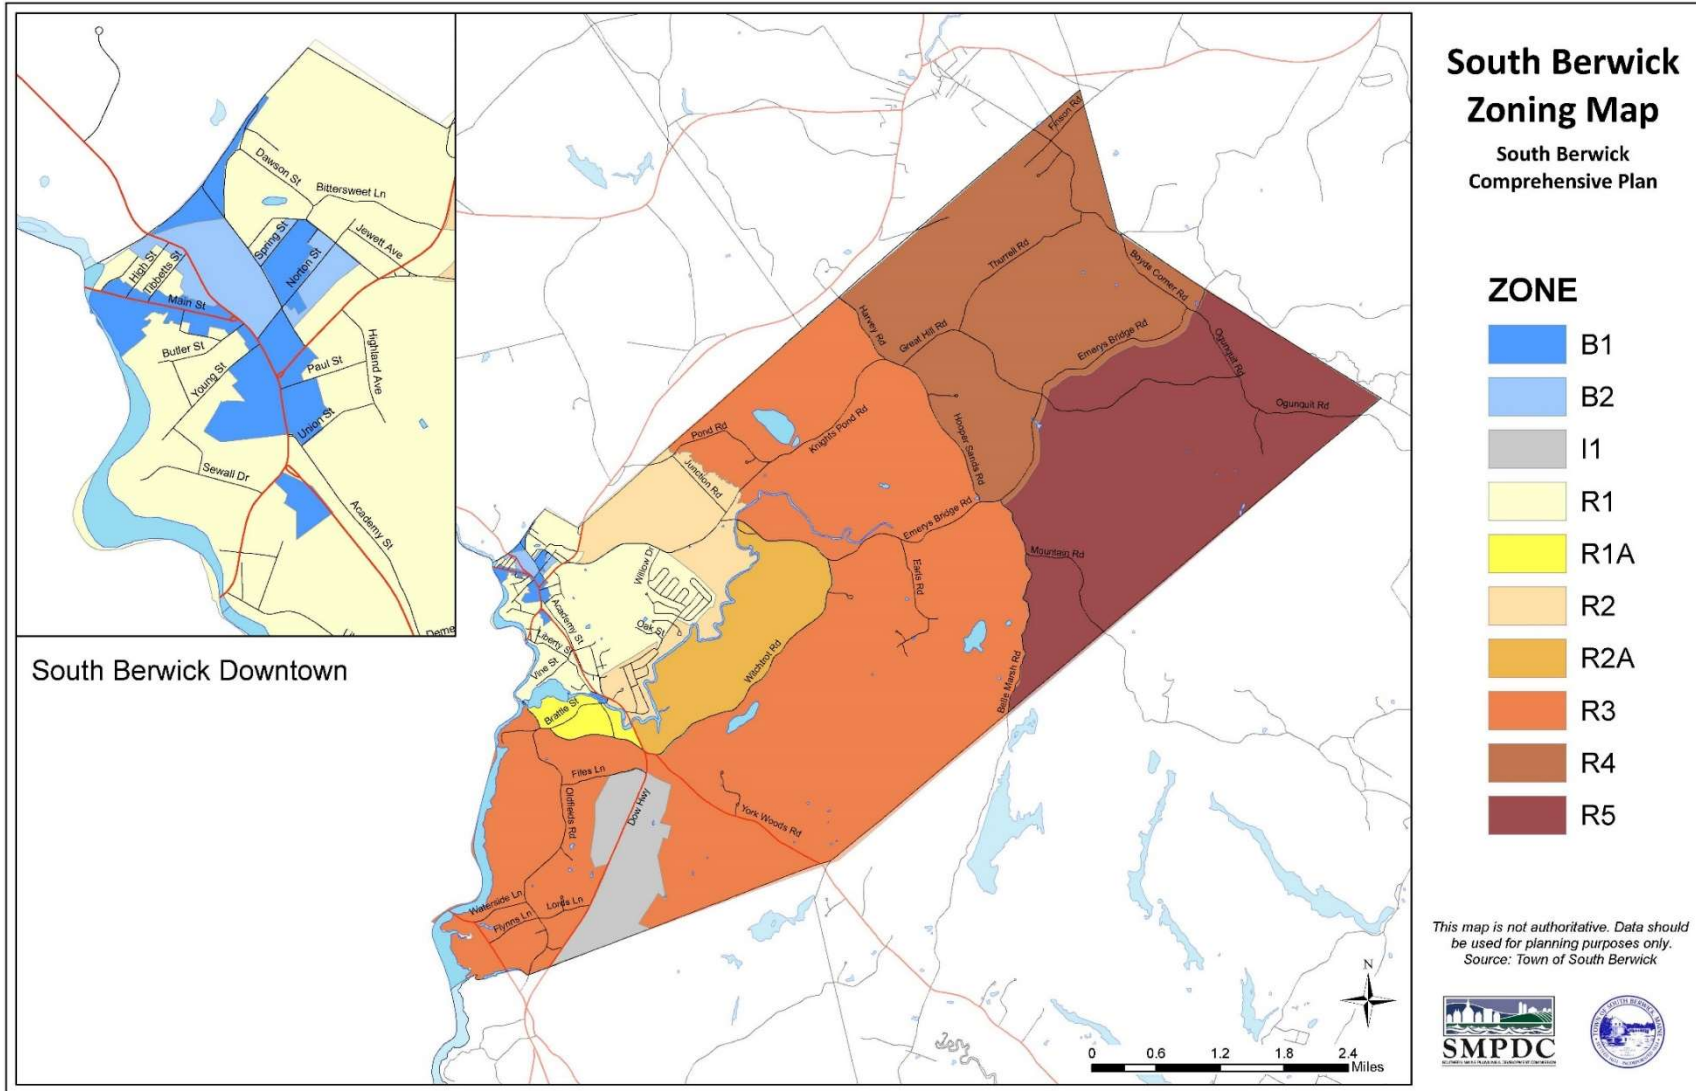 South Berwick
Zoning Map
South Berwick
Comprehensive Plan
ZONE
B1
B2
I1
R1
R1A
R2
R2A
R3
R4
R5
This map is not authoritative. Data should
be used for planning purposes only.
Source: Town of South Berwick
SMPDC
Dawson St
Bittersweet Ln
Jewett Ave
Spring St
Norton St
High St
Tibbetts St
Main St
Butler St
Young St
Paul St
Highland Ave
Union St
Sewall Dr
Academy St
South Berwick Downtown
Finson Rd
Thurrell Rd
Boyds Corner Rd
Harvey Rd
Great Hill Rd
Emerys Bridge Rd
Ogunquit Rd
Ogunquit Rd
Pond Rd
Knights Pond Rd
Hooper Sands Rd
Junction Rd
Emerys Bridge Rd
Mountain Rd
Willow Dr
Earls Rd
Academy St
Oak St
Liberty St
Vine St
Witchtrot Rd
Belle Marsh Rd
Brattle St
Fifes Ln
Oldfields Rd
Dow Hwy
York Woods Rd
Waterside Ln
Lords Ln
Flynns Ln
N
0 0.6 1.2 1.8 2.4
Miles